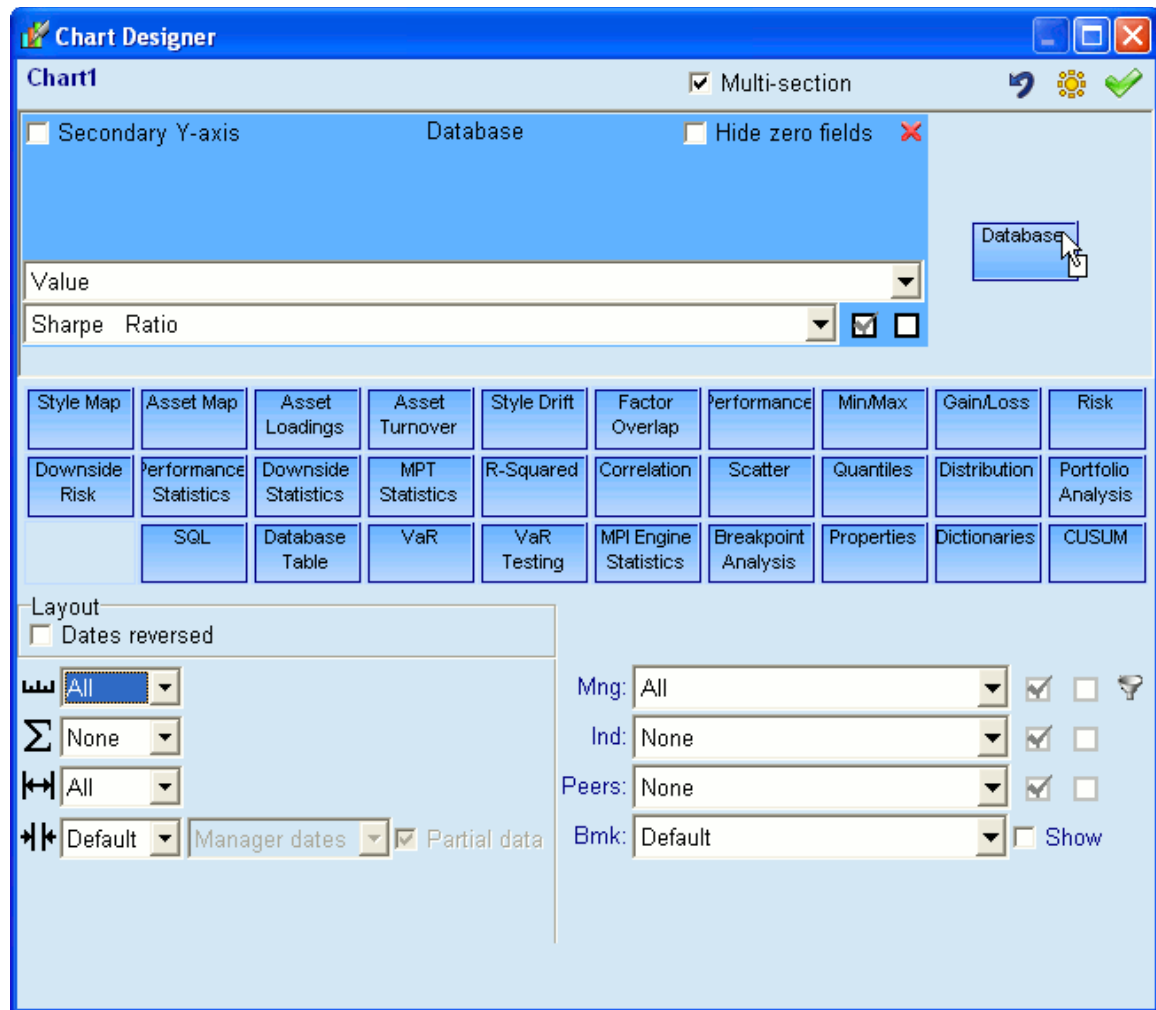 Chart Designer
Chart1 Multi-section
Secondary Y-axis Database Hide zero fields
Database
Value
Sharpe Ratio
Style Map Asset Map Asset Loadings Asset Turnover Style Drift Factor Overlap Performance Min/Max Gain/Loss Risk
Downside Risk Performance Statistics Downside Statistics MPT Statistics R-Squared Correlation Scatter Quantiles Distribution Portfolio Analysis
SQL Database Table VaR VaR Testing MPI Engine Statistics Breakpoint Analysis Properties Dictionaries CUSUM
Layout
Dates reversed
All Mng: All
None Ind: None
All Peers: None
Default Manager dates Partial data Bmk: Default Show